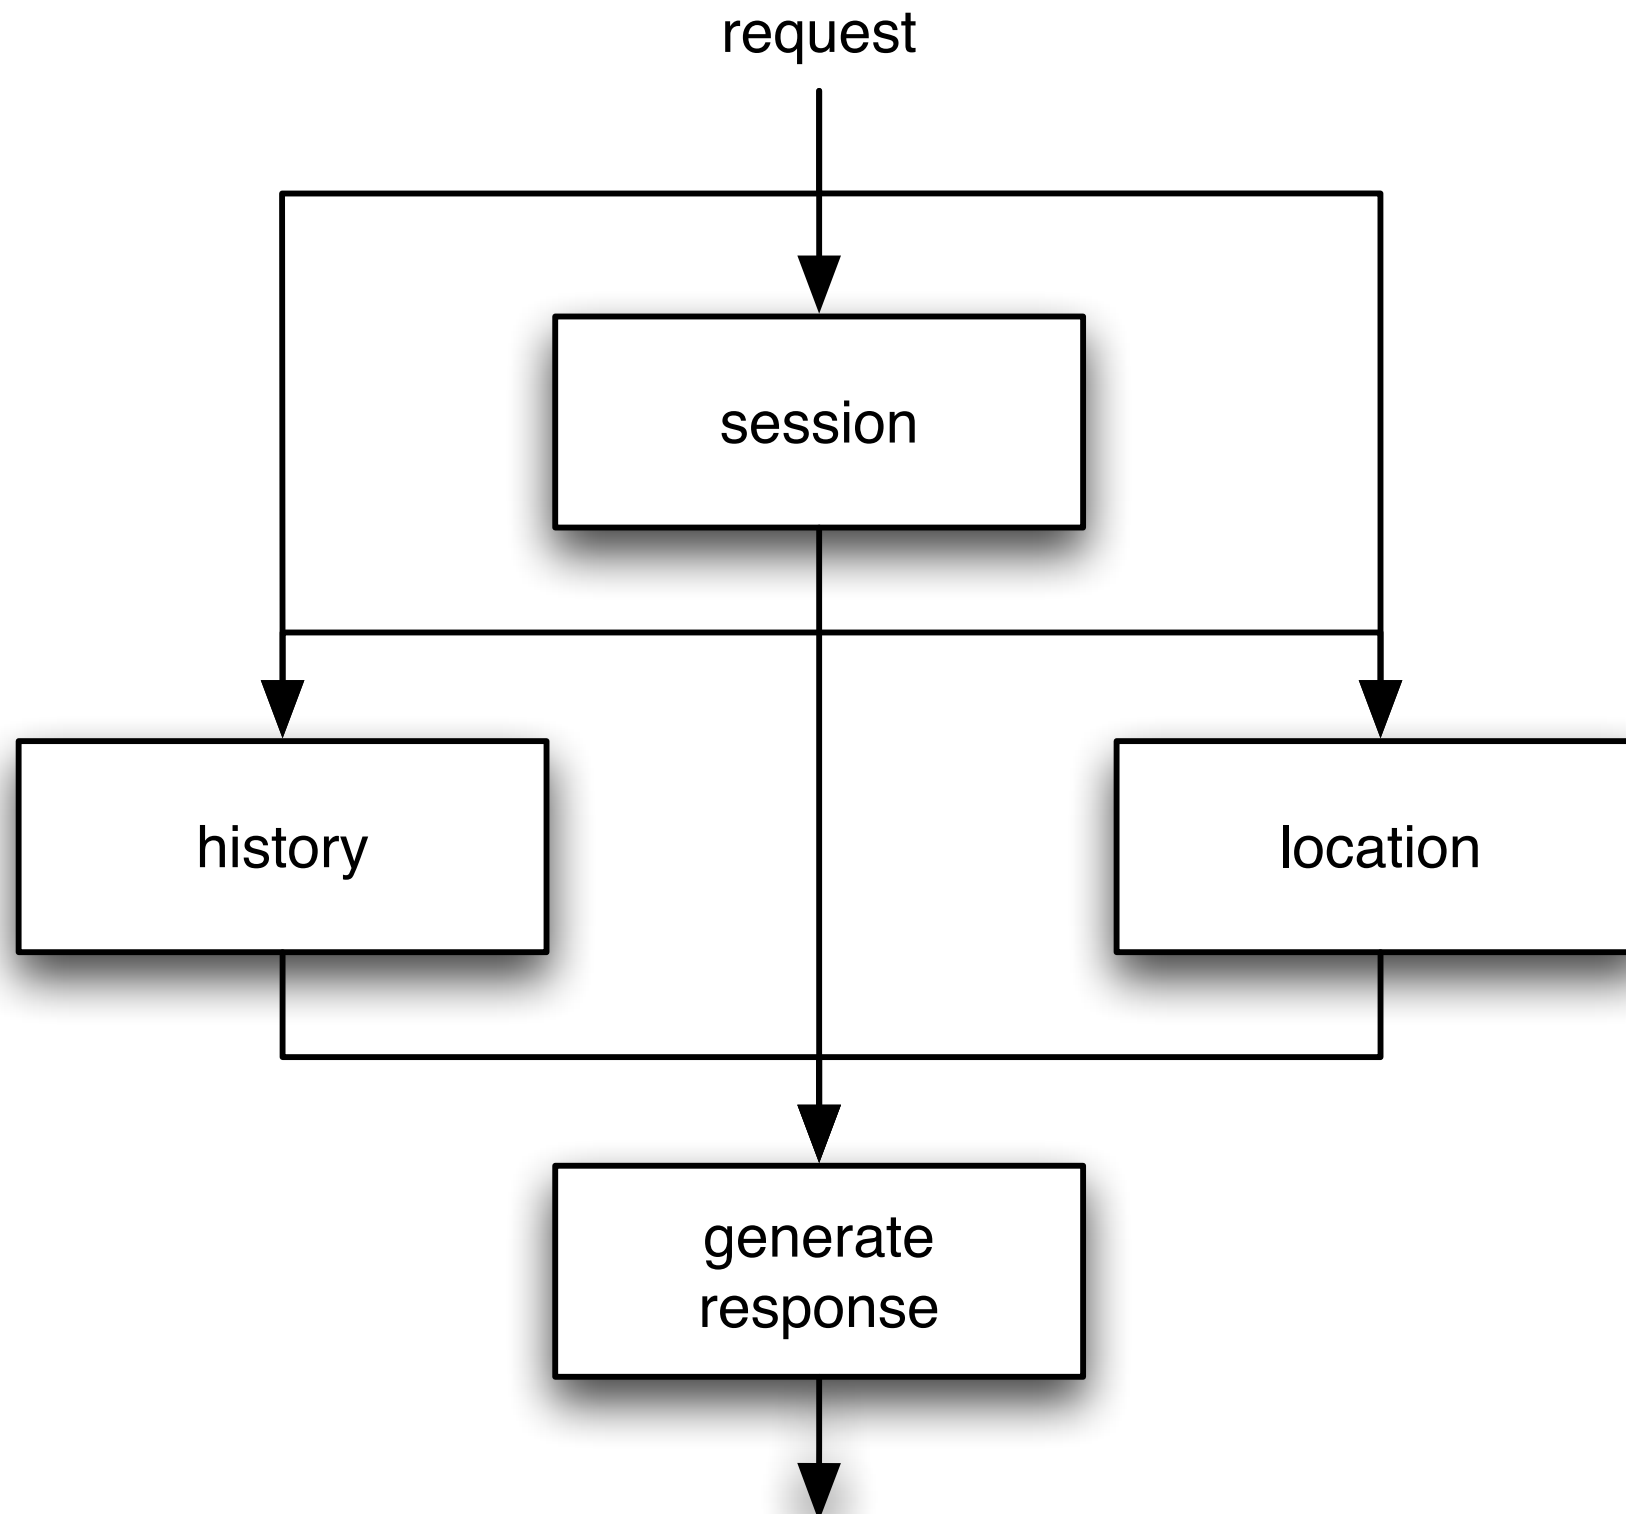 request
session
history
location
generate
response